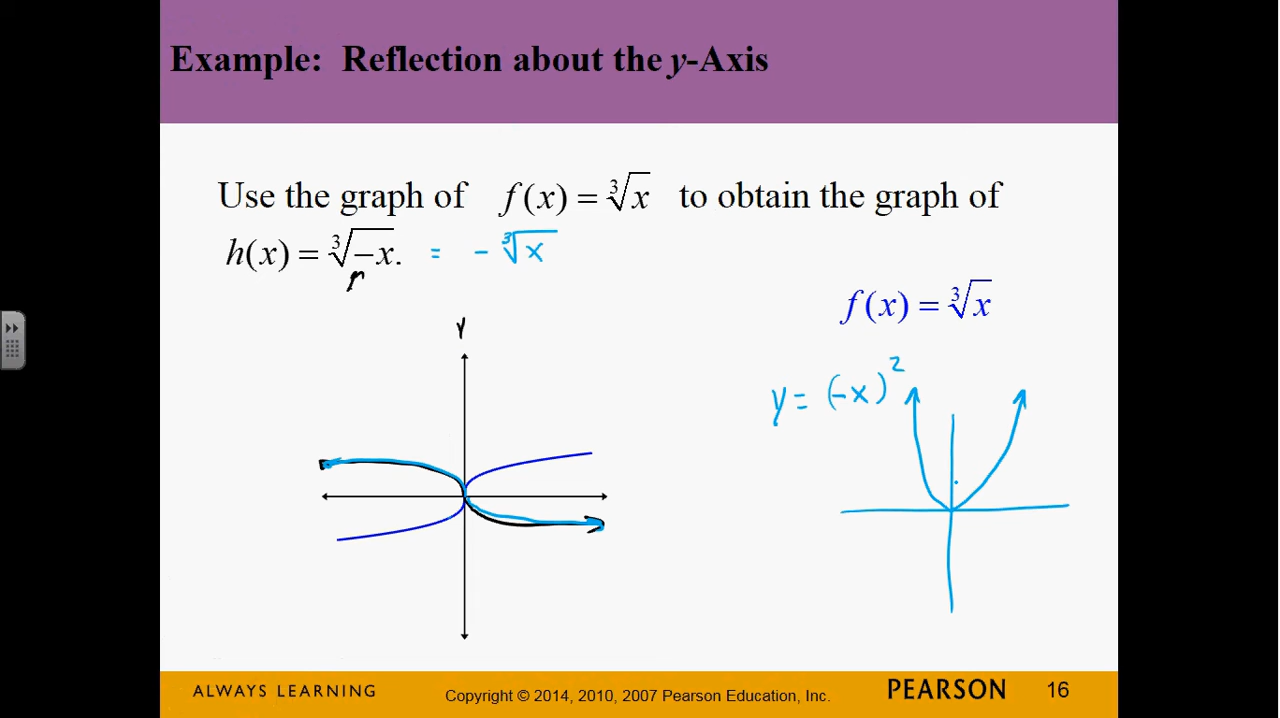 Example: Reflection about the y-Axis
Use the graph of f(x) = ∛x to obtain the graph of
h(x) = ∛−x. = −∛x
f(x) = ∛x
Y
y = (−x)²
ALWAYS LEARNING
Copyright © 2014, 2010, 2007 Pearson Education, Inc.
PEARSON
16